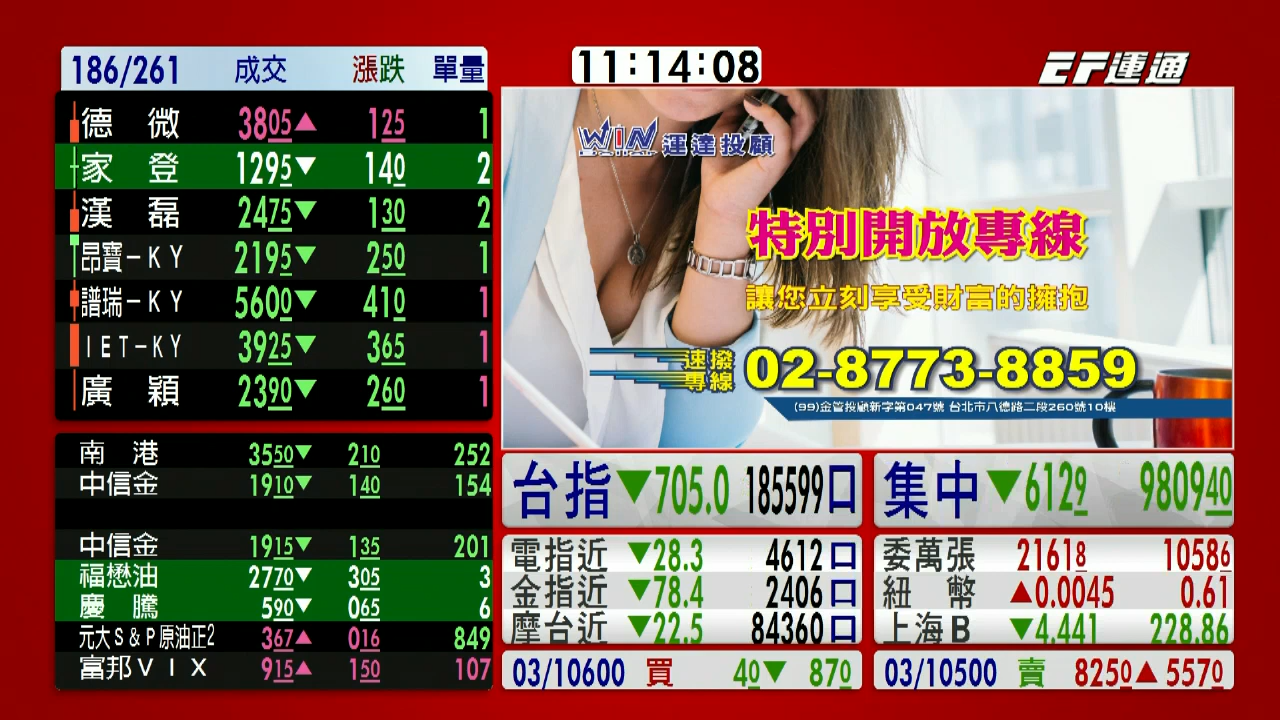 186/261 成交 漲跌 單量
11:14:08
EF運通
德 微 3805▲ 125 1
家 登 1295▼ 140 2
漢 磊 2475▼ 130 2
昂寶-KY 2195▼ 250 1
譜瑞-KY 5600▼ 410 1
IET-KY 3925▼ 365 1
廣 穎 2390▼ 260 1
南 港 3550▼ 210 252
中信金 1910▼ 140 154
中信金 1915▼ 135 201
福懋油 2770▼ 305 3
慶 騰 590▼ 065 6
元大S&P原油正2 367▲ 016 849
富邦VIX 915▲ 150 107
WIN 運達投顧
特別開放專線
讓您立刻享受財富的擁抱
速撥專線 02-8773-8859
(99)金管投顧新字第047號 台北市八德路二段260號10樓
台指▼705.0 185599口
集中▼6129 980940
電指近 ▼28.3 4612口
金指近 ▼78.4 2406口
摩台近 ▼22.5 84360口
委萬張 21618 10586
紐 幣 ▲0.0045 0.61
上海B ▼4.441 228.86
03/10600 買 40▼ 870
03/10500 賣 8250▲ 5570